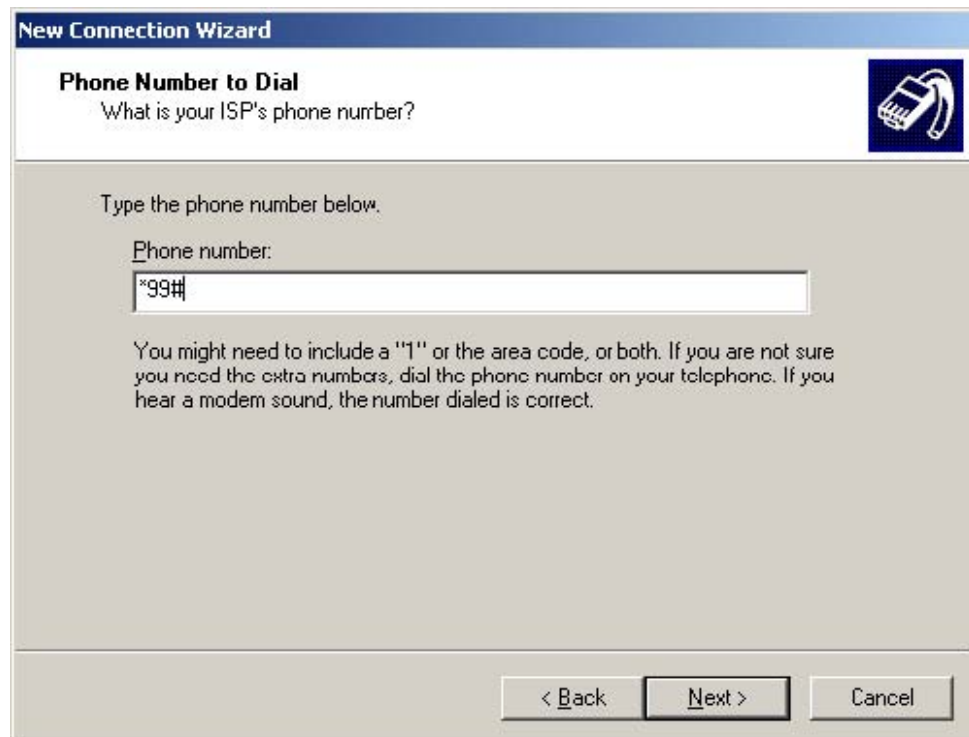 New Connection Wizard
Phone Number to Dial
What is your ISP's phone number?
Type the phone number below.
Phone number:
*99#
You might need to include a "1" or the area code, or both. If you are not sure
you need the extra numbers, dial the phone number on your telephone. If you
hear a modem sound, the number dialed is correct.
< Back
Next >
Cancel